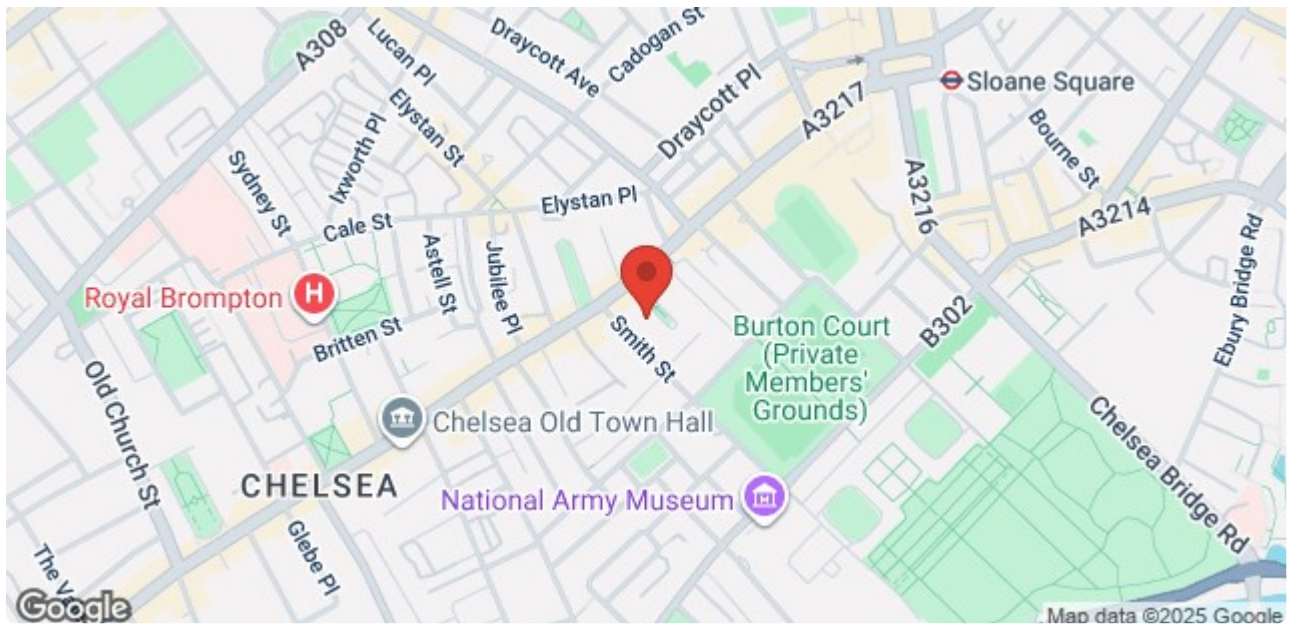 A308
Lucan Pl
Draycott Ave
Cadogan St
Draycott Pl
A3217
Sloane Square
Bourne St
A3216
A3214
Ebury Bridge Rd
Elystan St
Ixworth Pl
Sydney St
Cale St
Elystan Pl
Astell St
Jubilee Pl
Royal Brompton
H
Britten St
Smith St
Burton Court
(Private
Members'
Grounds)
B302
Old Church St
Chelsea Old Town Hall
Chelsea Bridge Rd
CHELSEA
National Army Museum
Glebe Pl
The Va
Google
Map data ©2025 Google